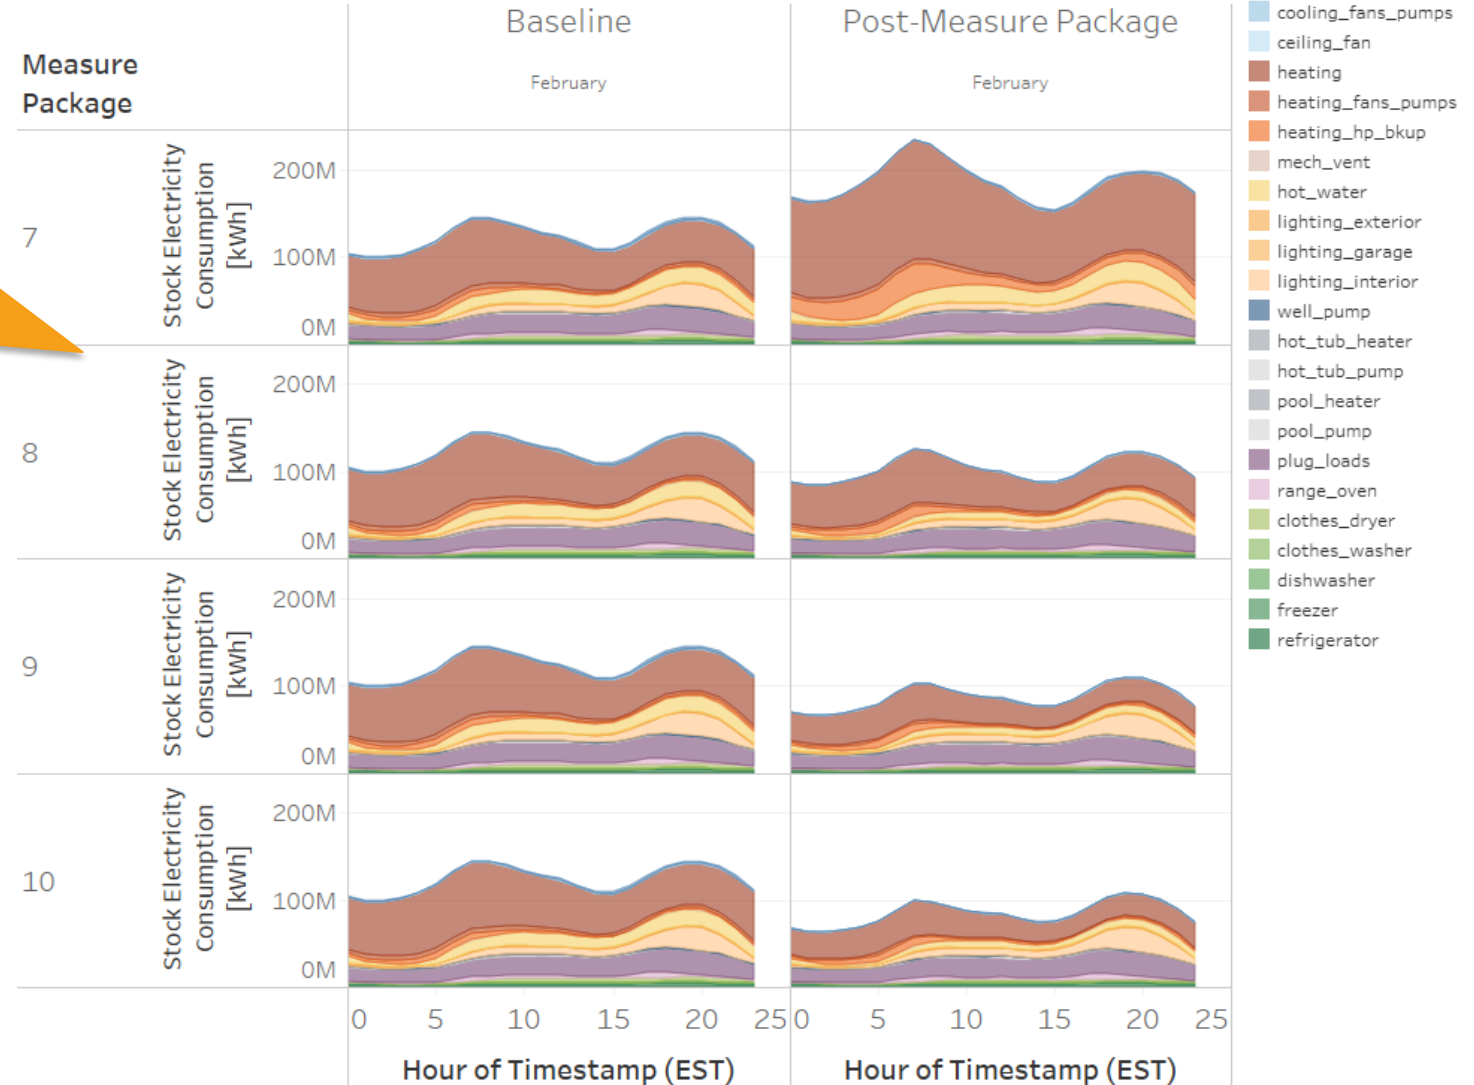 Baseline
Post-Measure Package
Measure
Package
February
February
7
Stock Electricity
Consumption
[kWh]
200M
100M
0M
8
Stock Electricity
Consumption
[kWh]
200M
100M
0M
9
Stock Electricity
Consumption
[kWh]
200M
100M
0M
10
Stock Electricity
Consumption
[kWh]
200M
100M
0M
0 5 10 15 20 25
0 5 10 15 20 25
Hour of Timestamp (EST)
Hour of Timestamp (EST)
cooling_fans_pumps
ceiling_fan
heating
heating_fans_pumps
heating_hp_bkup
mech_vent
hot_water
lighting_exterior
lighting_garage
lighting_interior
well_pump
hot_tub_heater
hot_tub_pump
pool_heater
pool_pump
plug_loads
range_oven
clothes_dryer
clothes_washer
dishwasher
freezer
refrigerator